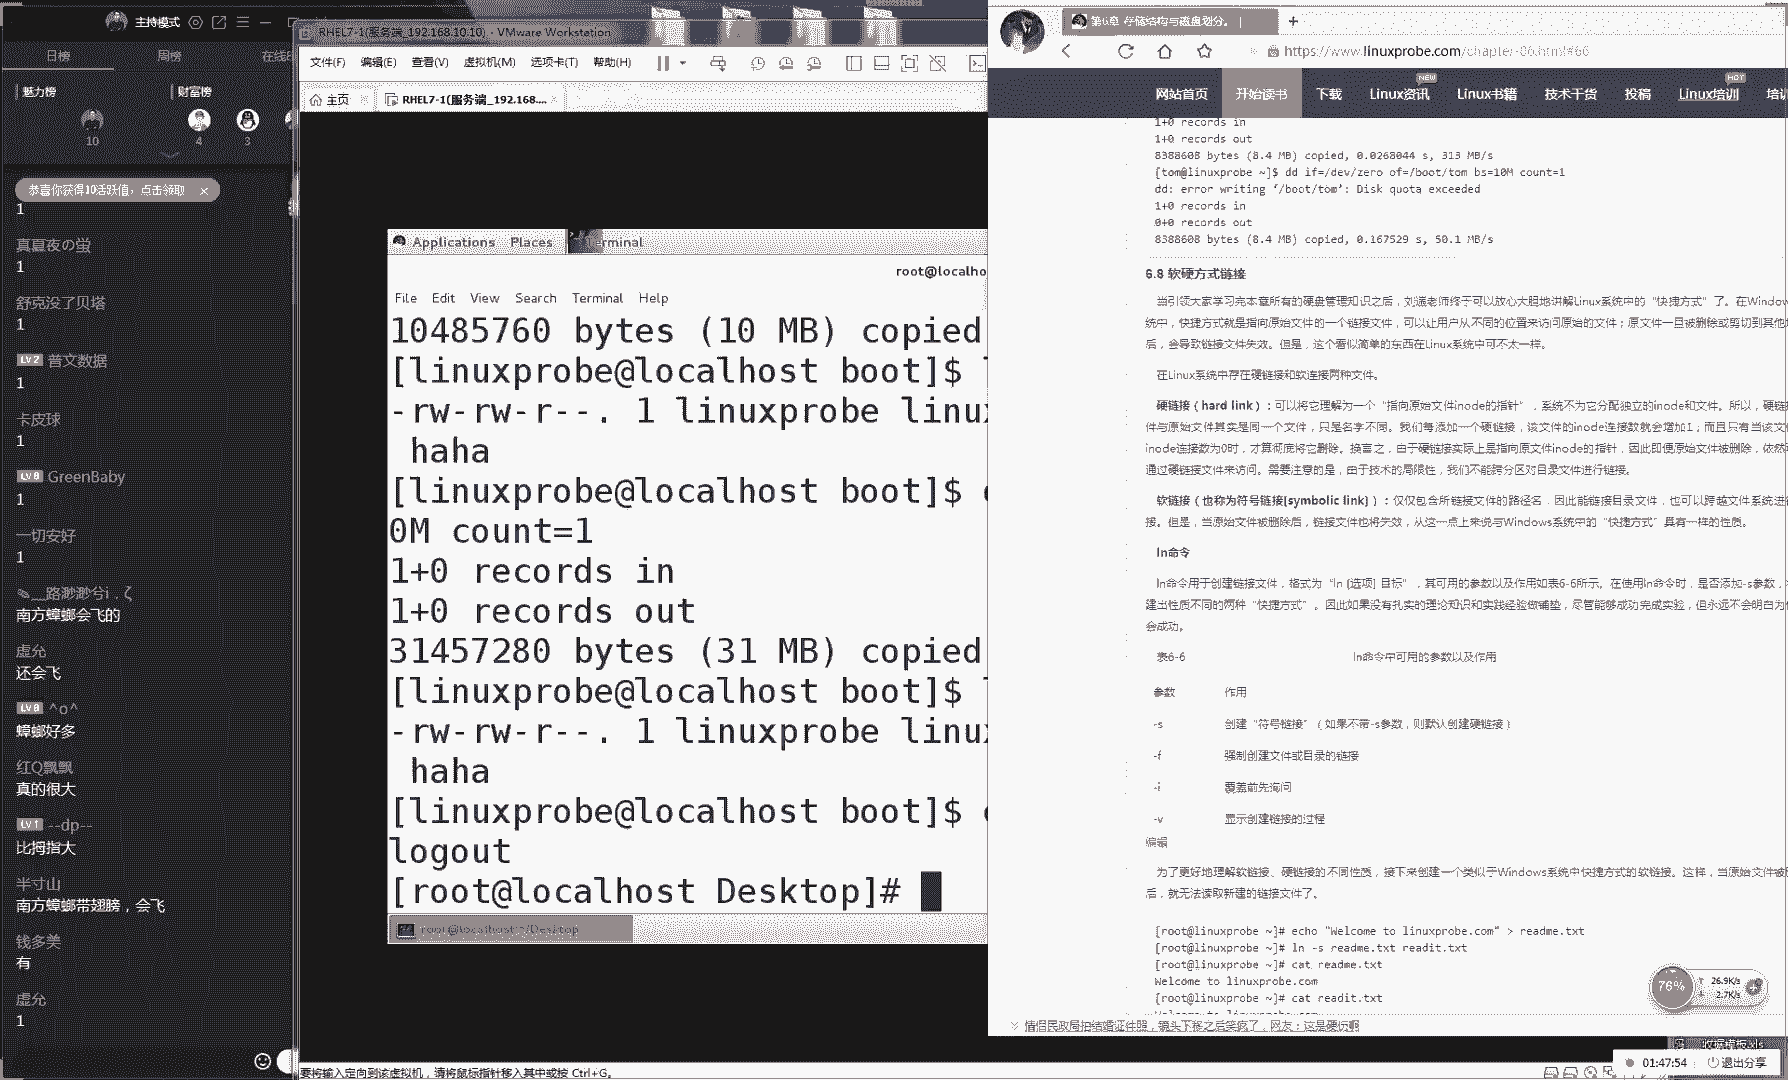 主持模式
日榜
周榜
魅力榜
财富榜
10
4
3
恭喜你获得10活跃值，点击领取
1
真夏夜の蛍
1
舒克没了贝塔
1
LV2 普文数据
1
卡皮球
1
LV8 GreenBaby
1
一切安好
1
南方蟑螂会飞的
虚允
还会飞
LV8 ^o^
蟑螂好多
红Q飘飘
真的很大
LV1 --dp--
比拇指大
半寸山
南方蟑螂带翅膀，会飞
钱多美
有
虚允
1
RHEL7-1(服务端_192.168.10.10) - VMware Workstation
文件(F) 编辑(E) 查看(V) 虚拟机(M) 选项卡(T) 帮助(H)
主页
RHEL7-1(服务端_192.168....
Applications Places Terminal
root@localho
File Edit View Search Terminal Help
10485760 bytes (10 MB) copied
[linuxprobe@localhost boot]$
-rw-rw-r--. 1 linuxprobe linu
haha
[linuxprobe@localhost boot]$
0M count=1
1+0 records in
1+0 records out
31457280 bytes (31 MB) copied
[linuxprobe@localhost boot]$
-rw-rw-r--. 1 linuxprobe linu
haha
[linuxprobe@localhost boot]$
logout
[root@localhost Desktop]#
root@localhost:~/Desktop
要将输入定向到该虚拟机，请将鼠标指针移入其中或按 Ctrl+G。
第6章 存储结构与磁盘划分。 |
https://www.linuxprobe.com/chapter-06.html#66
网站首页 开始读书 下载 Linux资讯 NEW Linux书籍 技术干货 投稿 Linux培训 HOT 培
1+0 records in
1+0 records out
8388608 bytes (8.4 MB) copied, 0.0268044 s, 313 MB/s
[tom@linuxprobe ~]$ dd if=/dev/zero of=/boot/tom bs=10M count=1
dd: error writing ‘/boot/tom’: Disk quota exceeded
1+0 records in
0+0 records out
8388608 bytes (8.4 MB) copied, 0.167529 s, 50.1 MB/s
6.8 软硬方式链接
当引领大家学习完本章所有的硬盘管理知识之后，刘遄老师终于可以放心大胆地讲解Linux系统中的“快捷方式”了。在Window
统中，快捷方式就是指向原始文件的一个链接文件，可以让用户从不同的位置来访问原始的文件；原文件一旦被删除或剪切到其他
后，会导致链接文件失效。但是，这个看似简单的东西在Linux系统中可不太一样。
在Linux系统中存在硬链接和软连接两种文件。
硬链接（hard link）：可以将它理解为一个“指向原始文件inode的指针”，系统不为它分配独立的inode和文件。所以，硬链
件与原始文件其实是同一个文件，只是名字不同。我们每添加一个硬链接，该文件的inode连接数就会增加1；而且只有当该文
inode连接数为0时，才算彻底将它删除。换言之，由于硬链接实际上是指向原文件inode的指针，因此即便原始文件被删除，依然
通过硬链接文件来访问。需要注意的是，由于技术的局限性，我们不能跨分区对目录文件进行链接。
软链接（也称为符号链接[symbolic link]）：仅仅包含所链接文件的路径名，因此能链接目录文件，也可以跨越文件系统进
接。但是，当原始文件被删除后，链接文件也将失效，从这一点上来说与Windows系统中的“快捷方式”具有一样的性质。
ln命令
ln命令用于创建链接文件，格式为“ln [选项] 目标”，其可用的参数以及作用如表6-6所示。在使用ln命令时，是否添加-s参数，
建出性质不同的两种“快捷方式”。因此如果没有扎实的理论知识和实践经验做铺垫，尽管能够成功完成实验，但永远不会明白为
会成功。
表6-6 ln命令中可用的参数以及作用
参数 作用
-s 创建“符号链接”（如果不带-s参数，则默认创建硬链接）
-f 强制创建文件或目录的链接
-i 覆盖前先询问
-v 显示创建链接的过程
编辑
为了更好地理解软链接、硬链接的不同性质，接下来创建一个类似于Windows系统中快捷方式的软链接。这样，当原始文件被
后，就无法读取新建的链接文件了。
[root@linuxprobe ~]# echo "Welcome to linuxprobe.com" > readme.txt
[root@linuxprobe ~]# ln -s readme.txt readit.txt
[root@linuxprobe ~]# cat readme.txt
Welcome to linuxprobe.com
[root@linuxprobe ~]# cat readit.txt
76%
26.9K/s
2.7K/s
01:47:54
退出分享